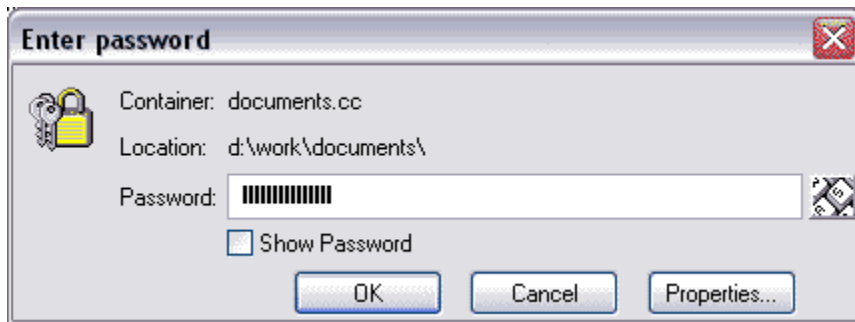 Enter password
Container: documents.cc
Location: d:\work\documents\
Password:
Show Password
OK Cancel Properties...